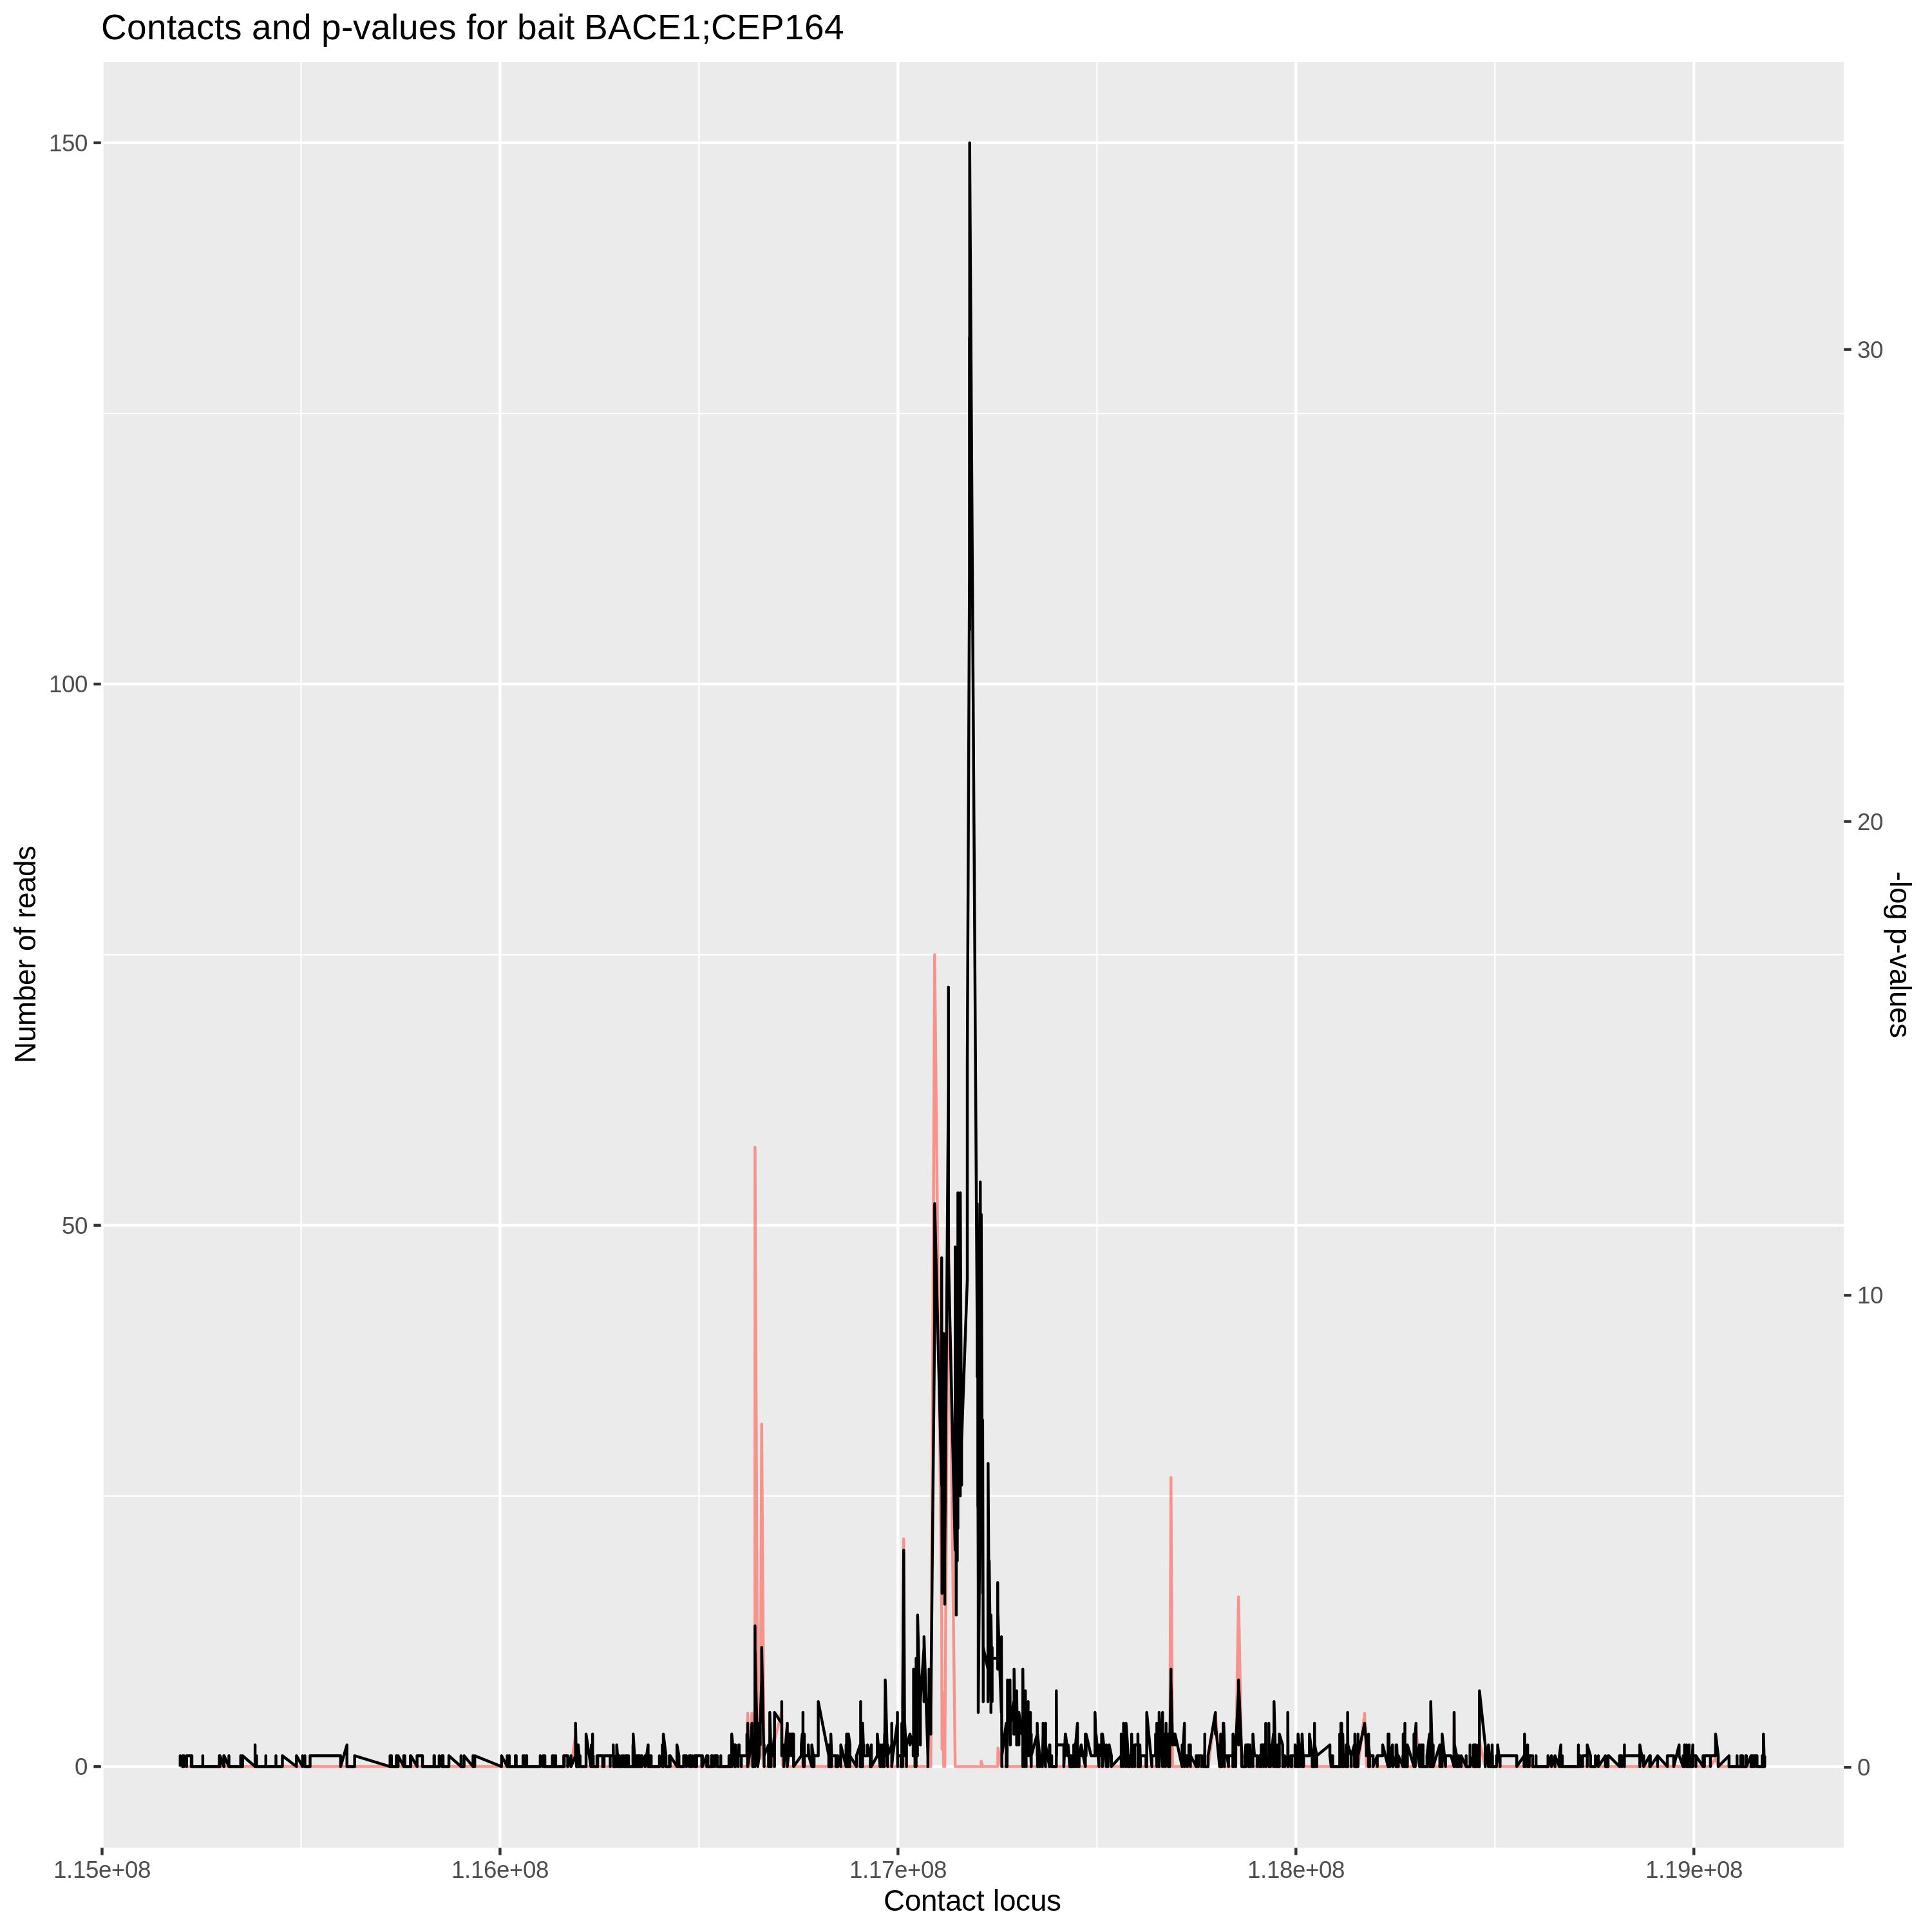 Contacts and p-values for bait BACE1;CEP164
150
100
50
0
Number of reads
30
20
10
0
-log p-values
1.15e+08
1.16e+08
1.17e+08
1.18e+08
1.19e+08
Contact locus